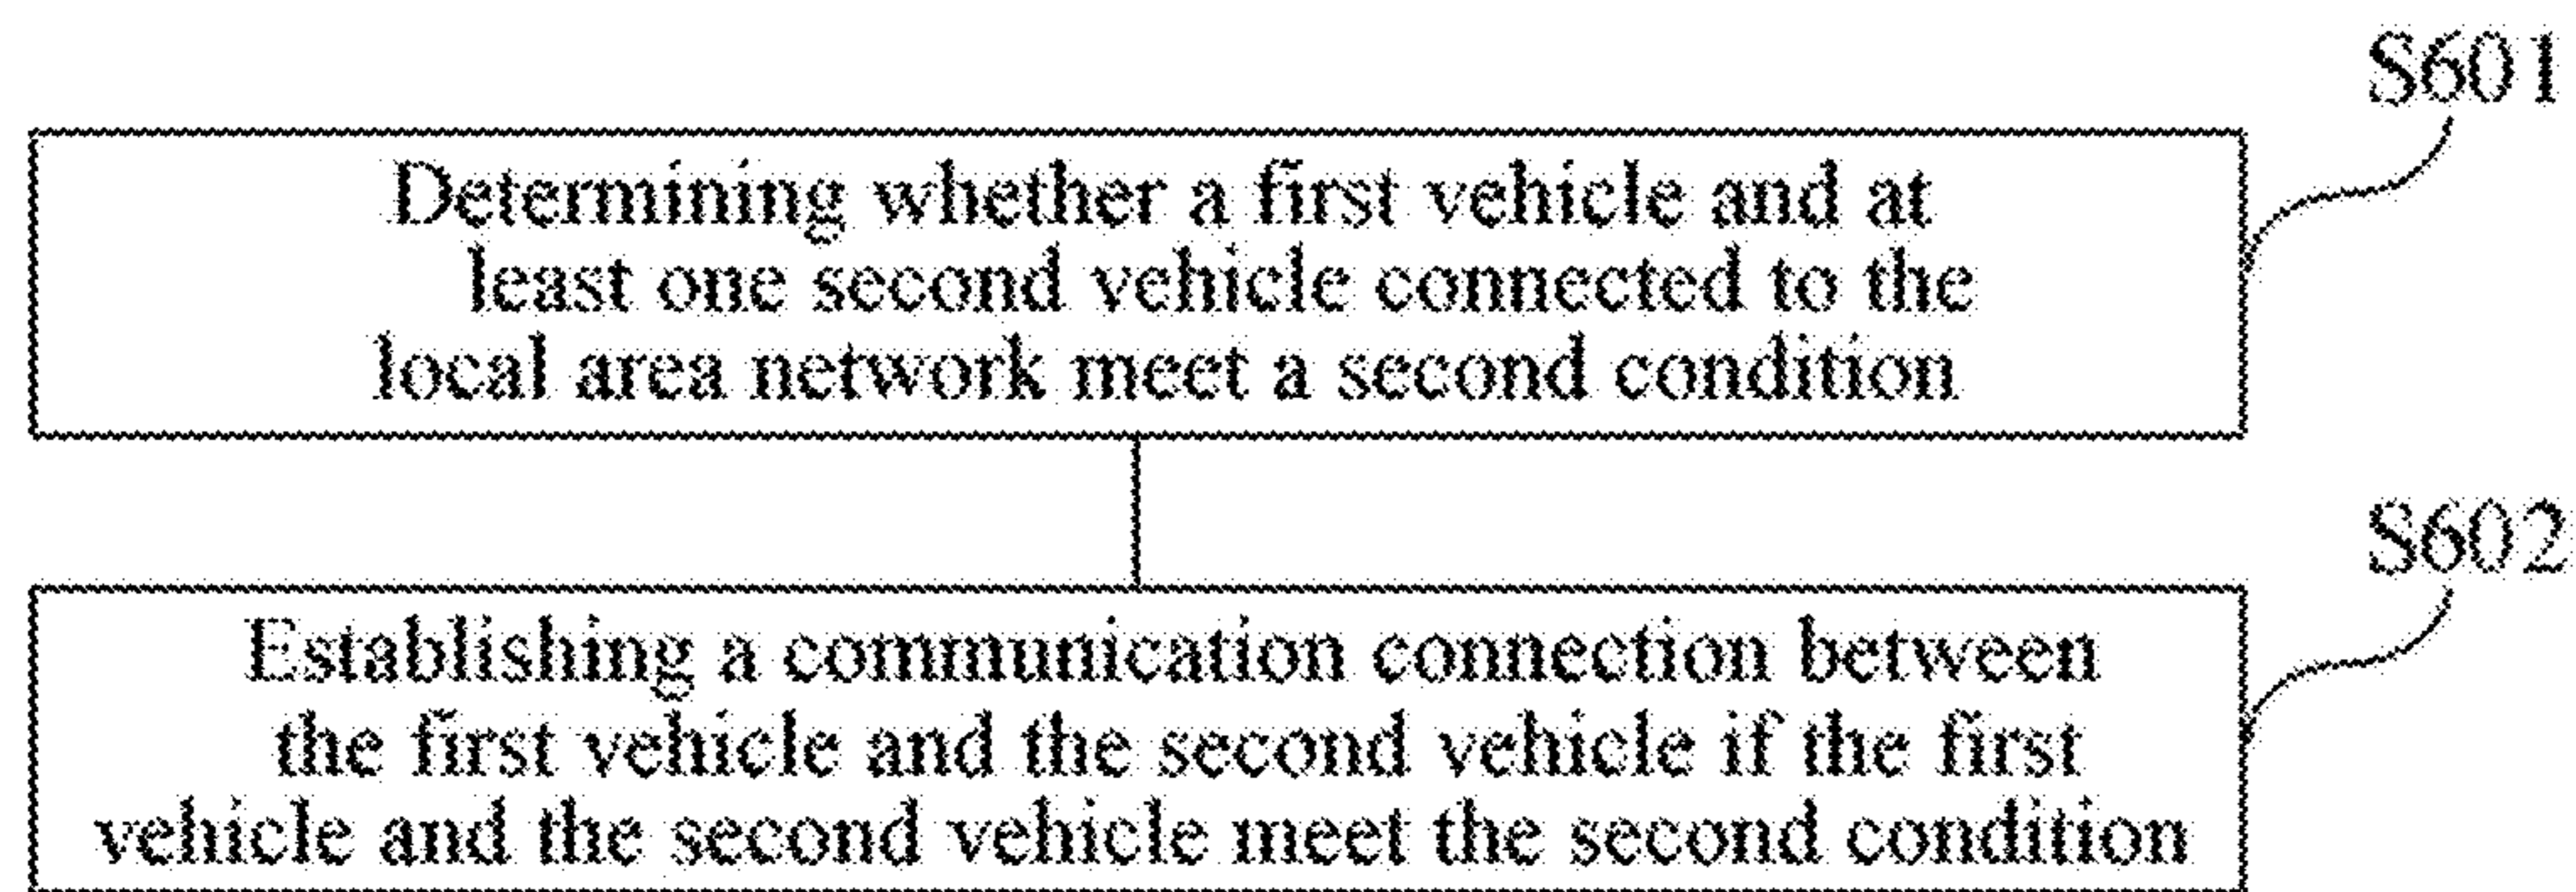 S601
Determining whether a first vehicle and at
least one second vehicle connected to the
local area network meet a second condition
S602
Establishing a communication connection between
the first vehicle and the second vehicle if the first
vehicle and the second vehicle meet the second condition